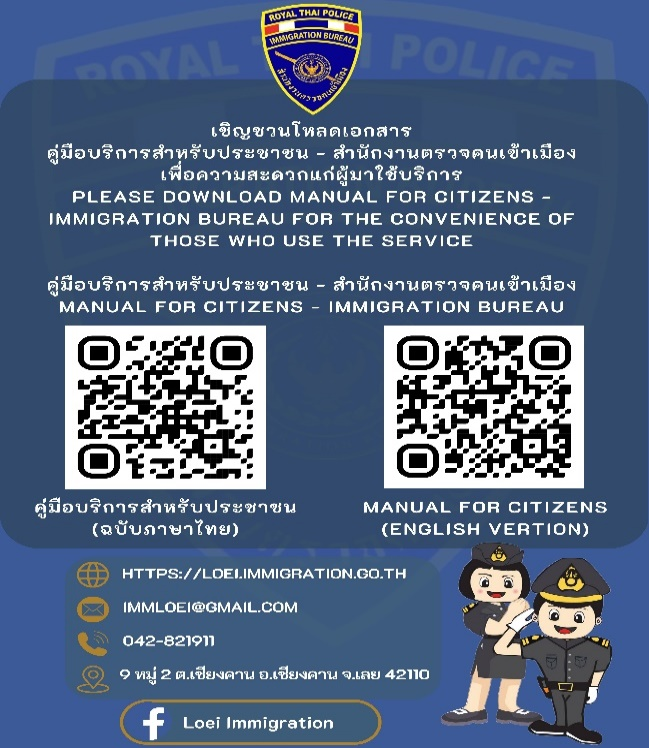 ROYAL THAI POLICE
IMMIGRATION BUREAU
สำนักงานตรวจคนเข้าเมือง
ROYAL THAI POLICE
เชิญชวนโหลดเอกสาร
คู่มือบริการสำหรับประชาชน - สำนักงานตรวจคนเข้าเมือง
เพื่อความสะดวกแก่ผู้มาใช้บริการ
PLEASE DOWNLOAD MANUAL FOR CITIZENS -
IMMIGRATION BUREAU FOR THE CONVENIENCE OF
THOSE WHO USE THE SERVICE
คู่มือบริการสำหรับประชาชน - สำนักงานตรวจคนเข้าเมือง
MANUAL FOR CITIZENS - IMMIGRATION BUREAU
คู่มือบริการสำหรับประชาชน
(ฉบับภาษาไทย)
MANUAL FOR CITIZENS
(ENGLISH VERTION)
HTTPS://LOEI.IMMIGRATION.GO.TH
IMMLOEI@GMAIL.COM
042-821911
9 หมู่ 2 ต.เชียงคาน อ.เชียงคาน จ.เลย 42110
Loei Immigration